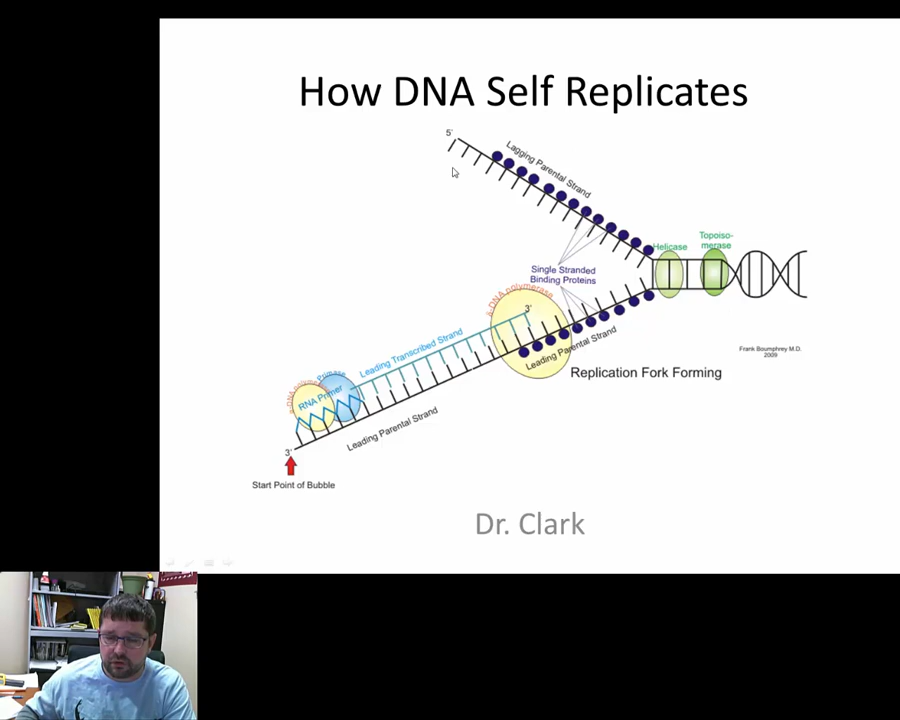 How DNA Self Replicates
5'
Lagging Parental Strand
Helicase
Topoiso-
merase
Single Stranded
Binding Proteins
δ-DNA polymerase
3'
Leading Parental Strand
Frank Boumphrey M.D.
2009
Replication Fork Forming
Leading Transcribed Strand
Primase
RNA Primer
Leading Parental Strand
3'
Start Point of Bubble
Dr. Clark